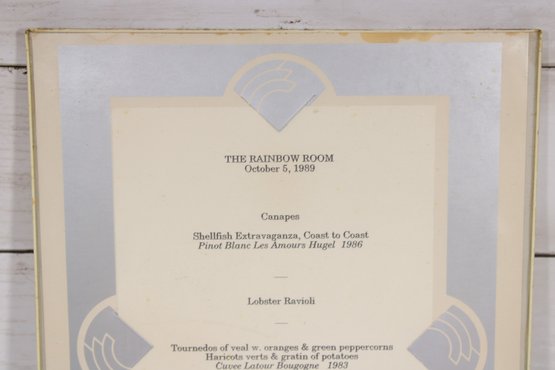 THE RAINBOW ROOM
October 5, 1989
Canapes
Shellfish Extravaganza, Coast to Coast
Pinot Blanc Les Amours Hugel 1986
Lobster Ravioli
Tournedos of veal w. oranges & green peppercorns
Haricots verts & gratin of potatoes
Cuvee Latour Bougogne 1983